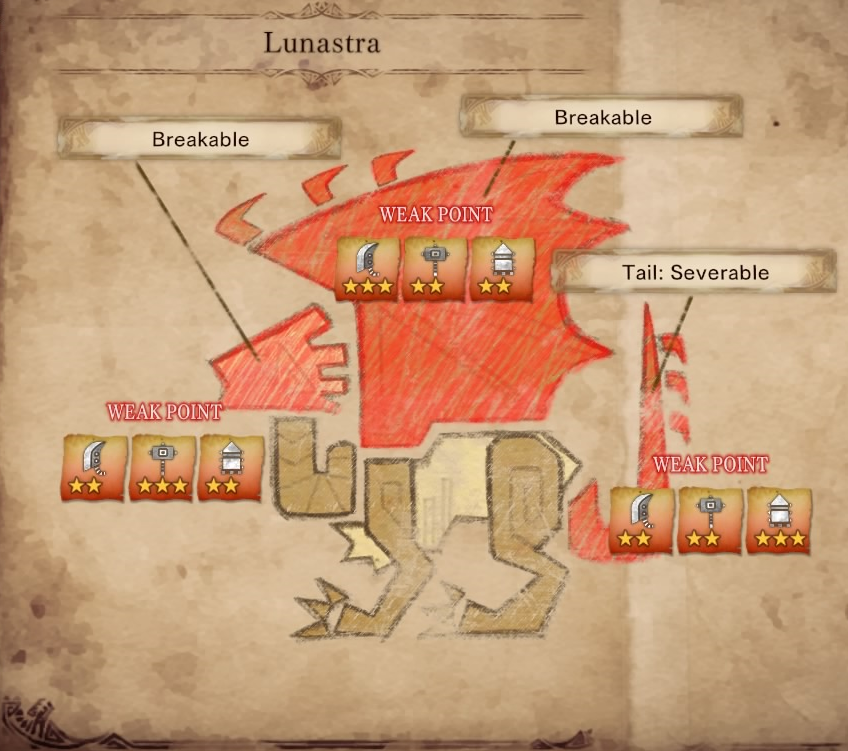 Lunastra
Breakable
Breakable
WEAK POINT
Tail: Severable
WEAK POINT
WEAK POINT